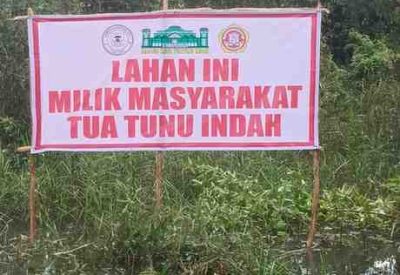 LAHAN INI
MILIK MASYARAKAT
TUA TUNU INDAH